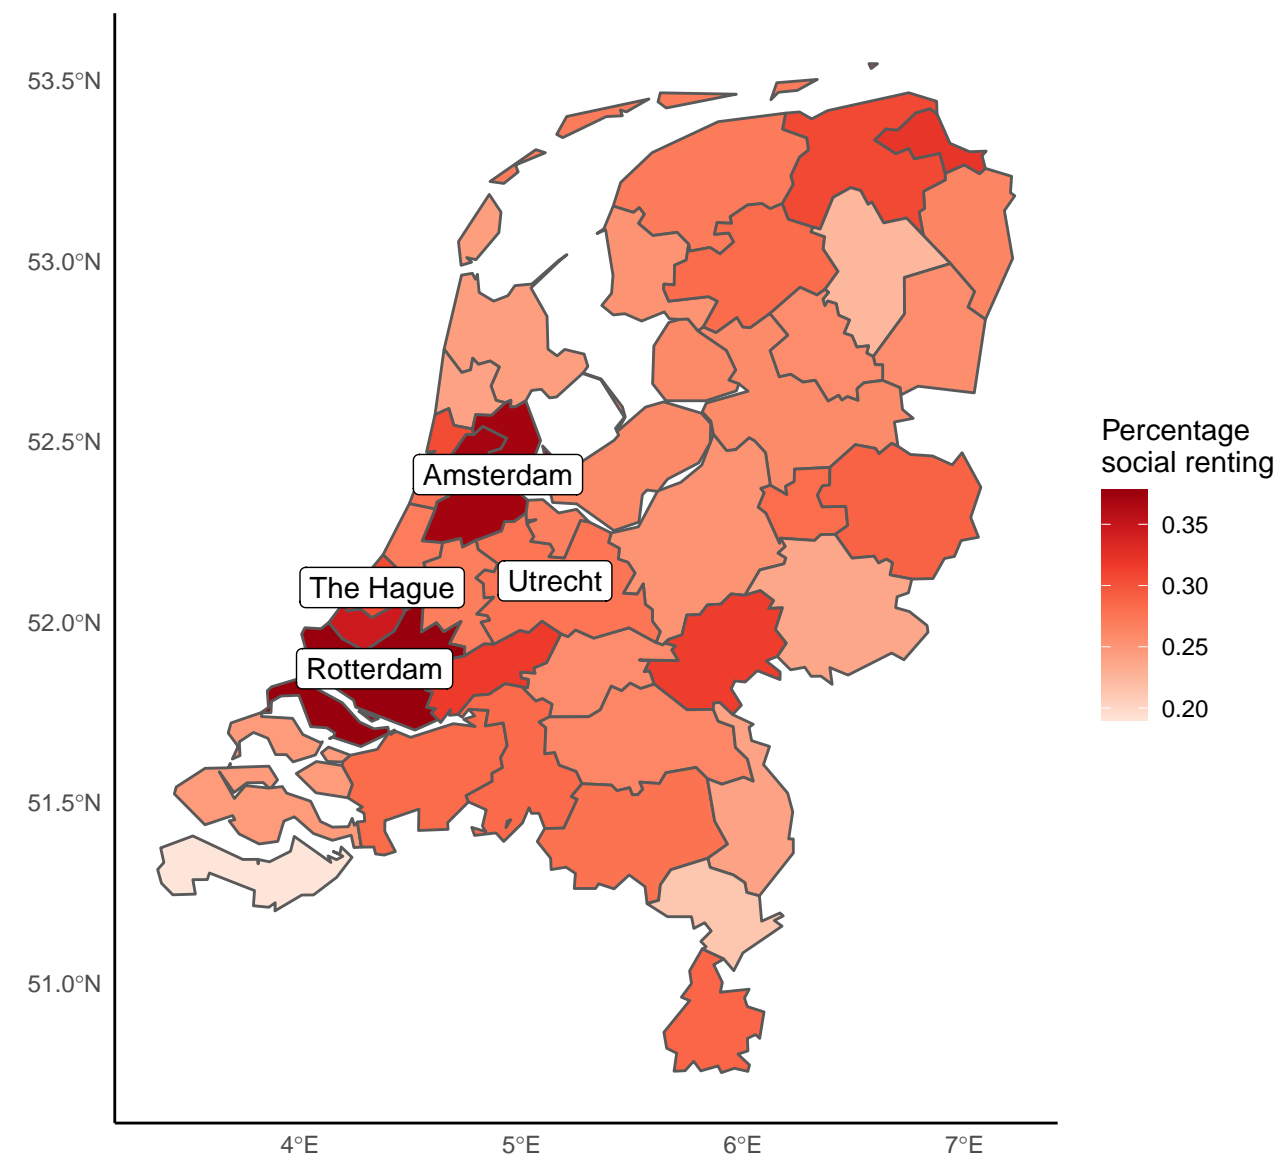 53.5°N
53.0°N
52.5°N
52.0°N
51.5°N
51.0°N
Amsterdam
The Hague
Utrecht
Rotterdam
4°E
5°E
6°E
7°E
Percentage
social renting
0.35
0.30
0.25
0.20